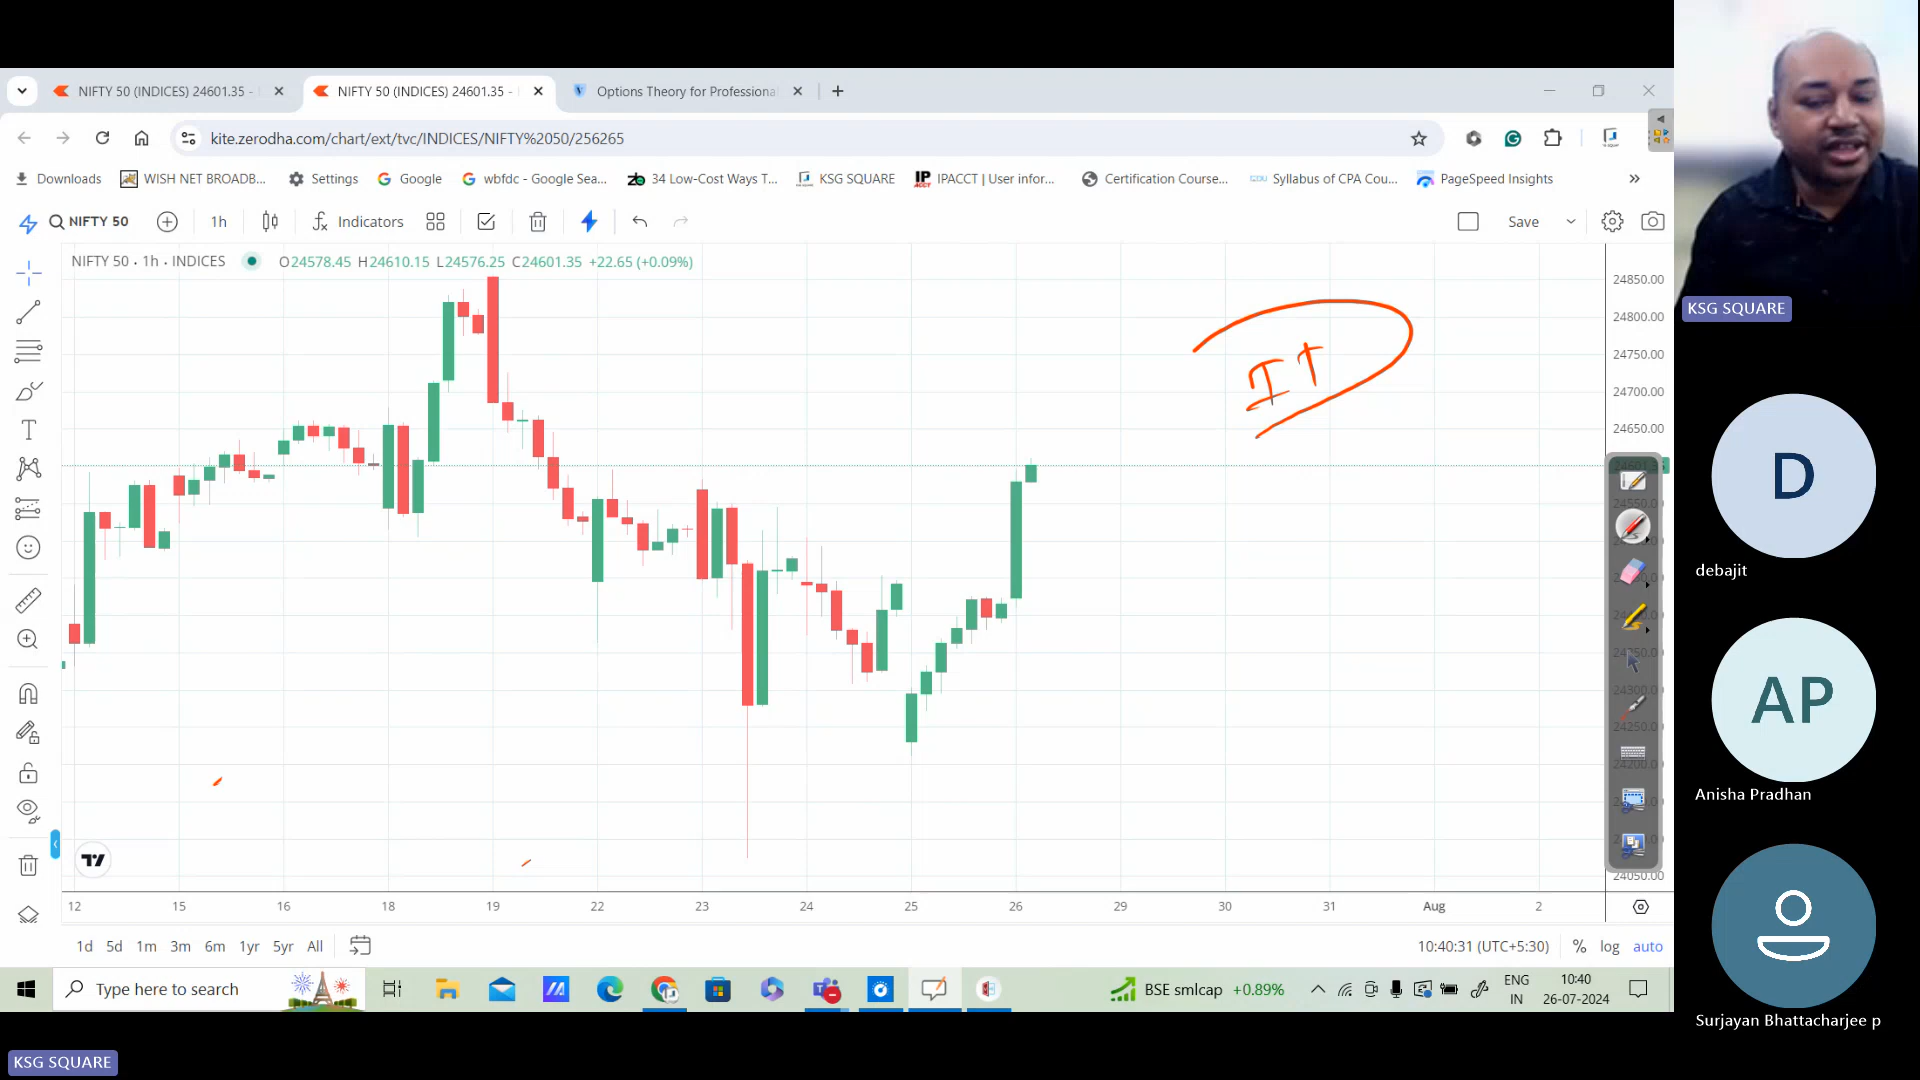 NIFTY 50 (INDICES) 24601.35 -
NIFTY 50 (INDICES) 24601.35 -
Options Theory for Professiona
kite.zerodha.com/chart/ext/tvc/INDICES/NIFTY%2050/256265
Downloads
WISH NET BROADB...
Settings
Google
wbfdc - Google Sea...
34 Low-Cost Ways T...
KSG SQUARE
IPACCT | User infor...
Certification Course...
Syllabus of CPA Cou...
PageSpeed Insights
NIFTY 50
1h
Indicators
Save
NIFTY 50 · 1h · INDICES
O24578.45 H24610.15 L24576.25 C24601.35 +22.65 (+0.09%)
24850.00
24800.00
24750.00
24700.00
24650.00
24050.00
12 15 16 18 19 22 23 24 25 26 29 30 31 Aug 2
1d 5d 1m 3m 6m 1yr 5yr All
10:40:31 (UTC+5:30) % log auto
Type here to search
BSE smlcap +0.89%
ENG
IN
10:40
26-07-2024
KSG SQUARE
D
debajit
AP
Anisha Pradhan
Surjayan Bhattacharjee p
KSG SQUARE